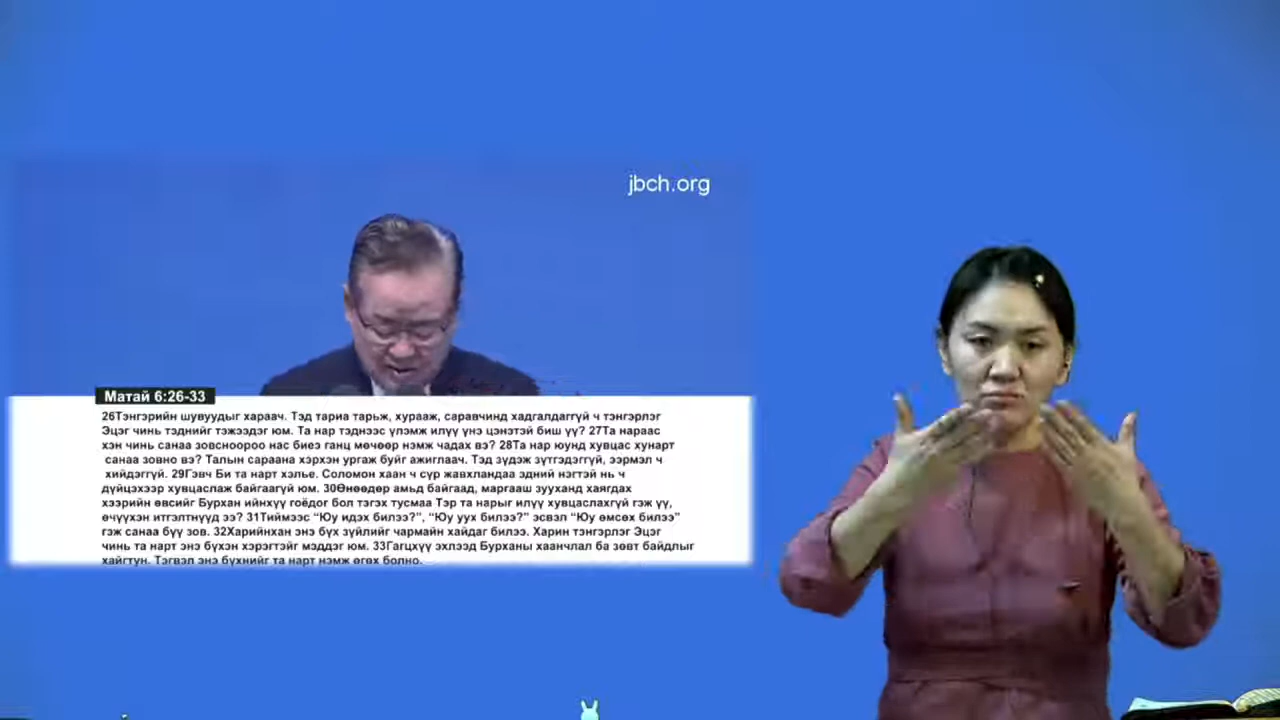 jbch.org
Матай 6:26-33
26Тэнгэрийн шувуудыг хараач. Тэд тариа тарьж, хурааж, саравчинд хадгалдаггүй ч тэнгэрлэг
Эцэг чинь тэднийг тэжээдэг юм. Та нар тэднээс үлэмж илүү үнэ цэнэтэй биш үү? 27Та нараас
хэн чинь санаа зовсноороо нас биеэ ганц мөчөөр нэмж чадах вэ? 28Та нар юунд хувцас хунарт
санаа зовно вэ? Талын сараана хэрхэн ургаж буйг ажиглаач. Тэд зүдэж зүтгэдэггүй, ээрмэл ч
хийдэггүй. 29Гэвч Би та нарт хэлье. Соломон хаан ч сүр жавхландаа эдний нэгтэй нь ч
дүйцэхээр хувцаслаж байгаагүй юм. 30Өнөөдөр амьд байгаад, маргааш зууханд хаягдах
хээрийн өвсийг Бурхан ийнхүү гоёдог бол тэгэх тусмаа Тэр та нарыг илүү хувцаслахгүй гэж үү,
өчүүхэн итгэлтнүүд ээ? 31Тиймээс “Юу идэх билээ?”, “Юу уух билээ?” эсвэл “Юу өмсөх билээ”
гэж санаа бүү зов. 32Харийнхан энэ бүх зүйлийг чармайн хайдаг билээ. Харин тэнгэрлэг Эцэг
чинь та нарт энэ бүхэн хэрэгтэйг мэддэг юм. 33Гагцхүү эхлээд Бурханы хаанчлал ба зөвт байдлыг
хайгтун. Тэгвэл энэ бүхнийг та нарт нэмж өгөх болно.